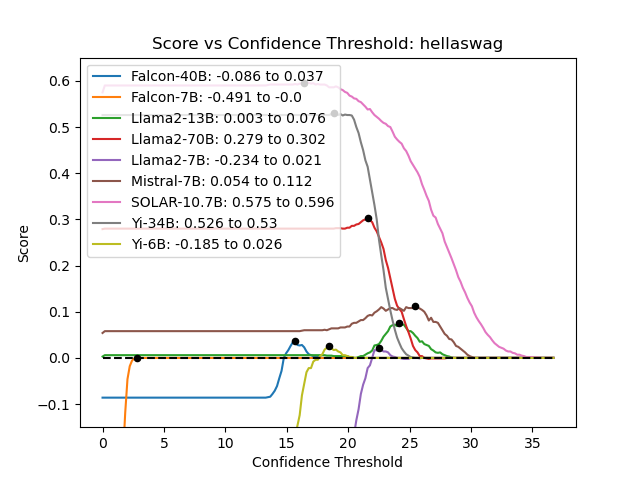 Score vs Confidence Threshold: hellaswag
Falcon-40B: -0.086 to 0.037
Falcon-7B: -0.491 to -0.0
Llama2-13B: 0.003 to 0.076
Llama2-70B: 0.279 to 0.302
Llama2-7B: -0.234 to 0.021
Mistral-7B: 0.054 to 0.112
SOLAR-10.7B: 0.575 to 0.596
Yi-34B: 0.526 to 0.53
Yi-6B: -0.185 to 0.026
Score
0.6
0.5
0.4
0.3
0.2
0.1
0.0
−0.1
0 5 10 15 20 25 30 35
Confidence Threshold